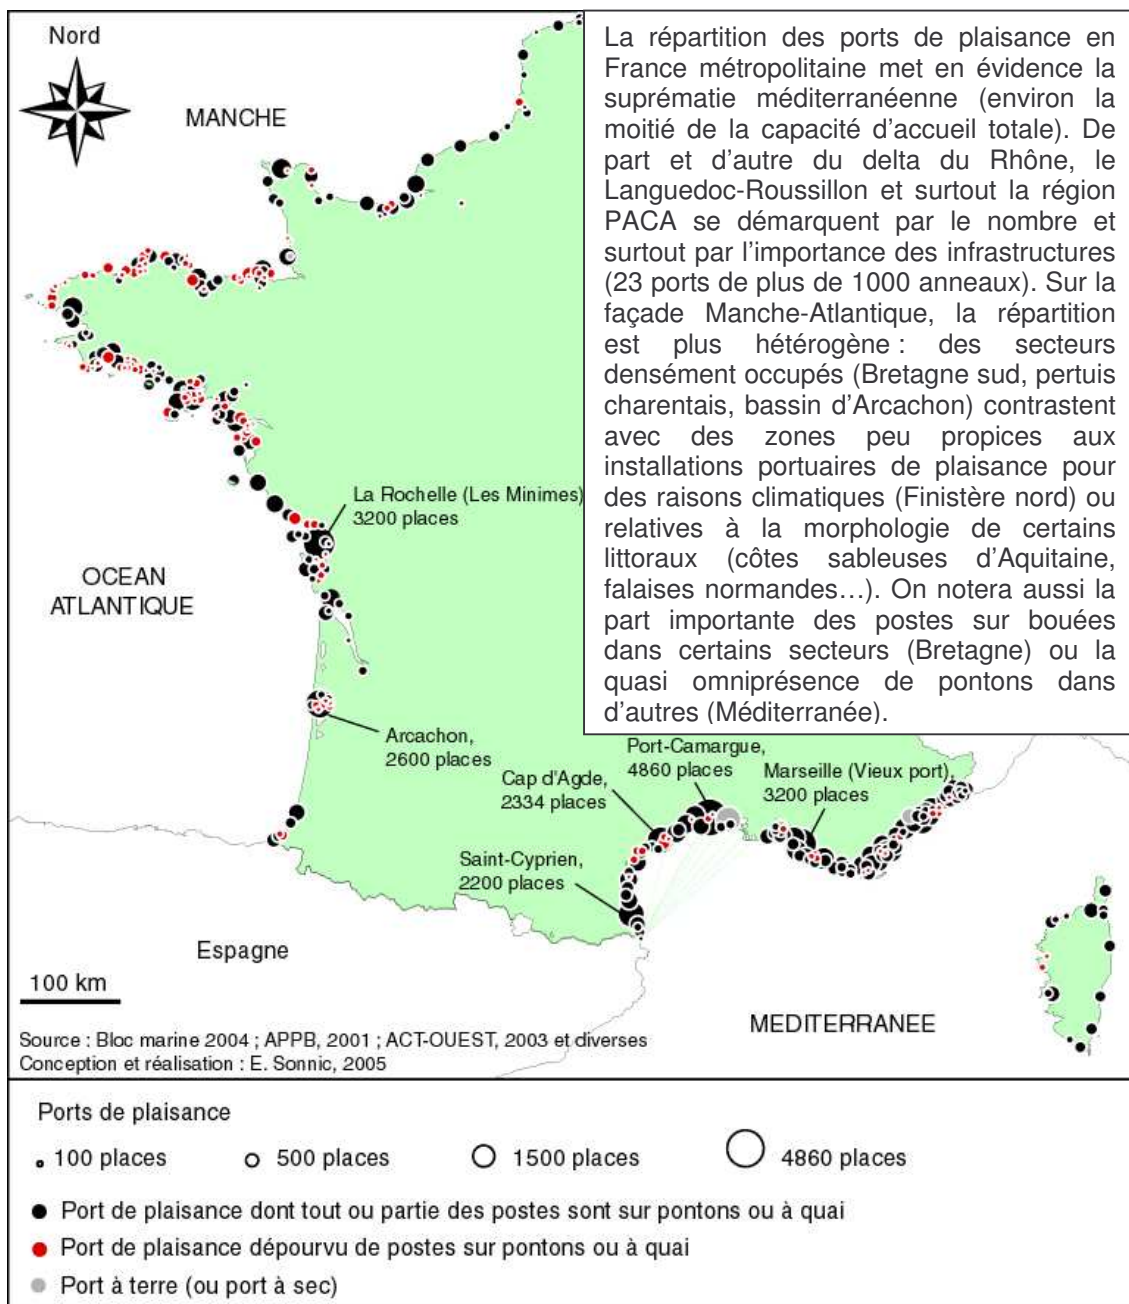 Nord
MANCHE
La répartition des ports de plaisance en
France métropolitaine met en évidence la
suprématie méditerranéenne (environ la
moitié de la capacité d'accueil totale). De
part et d'autre du delta du Rhône, le
Languedoc-Roussillon et surtout la région
PACA se démarquent par le nombre et
surtout par l'importance des infrastructures
(23 ports de plus de 1000 anneaux). Sur la
façade Manche-Atlantique, la répartition
est plus hétérogène : des secteurs
densément occupés (Bretagne sud, pertuis
charentais, bassin d'Arcachon) contrastent
avec des zones peu propices aux
installations portuaires de plaisance pour
des raisons climatiques (Finistère nord) ou
relatives à la morphologie de certains
littoraux (côtes sableuses d'Aquitaine,
falaises normandes…). On notera aussi la
part importante des postes sur bouées
dans certains secteurs (Bretagne) ou la
quasi omniprésence de pontons dans
d'autres (Méditerranée).
La Rochelle (Les Minimes)
3200 places
OCEAN
ATLANTIQUE
Arcachon,
2600 places
Port-Camargue,
4860 places
Cap d'Agde,
2334 places
Marseille (Vieux port),
3200 places
Saint-Cyprien,
2200 places
Espagne
100 km
MEDITERRANEE
Source : Bloc marine 2004 ; APPB, 2001 ; ACT-OUEST, 2003 et diverses
Conception et réalisation : E. Sonnic, 2005
Ports de plaisance
100 places
500 places
1500 places
4860 places
Port de plaisance dont tout ou partie des postes sont sur pontons ou à quai
Port de plaisance dépourvu de postes sur pontons ou à quai
Port à terre (ou port à sec)